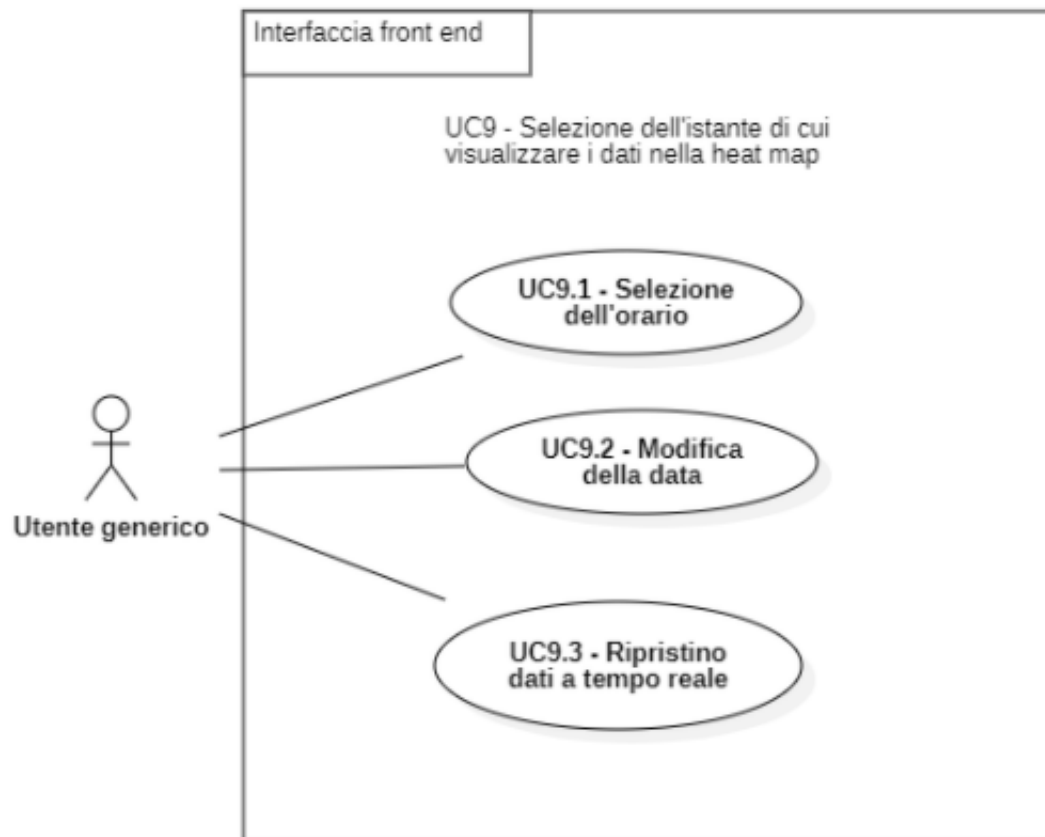 Interfaccia front end
UC9 - Selezione dell'istante di cui
visualizzare i dati nella heat map
UC9.1 - Selezione
dell'orario
UC9.2 - Modifica
della data
Utente generico
UC9.3 - Ripristino
dati a tempo reale